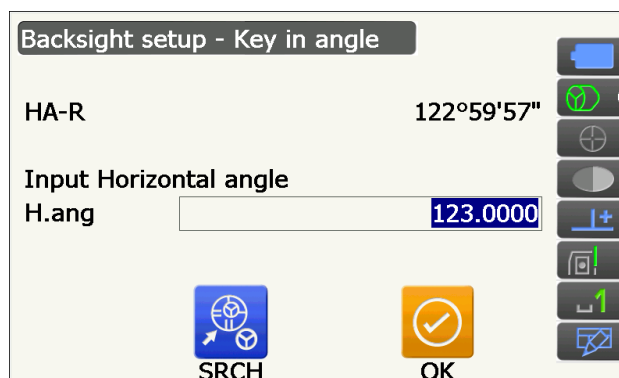 Backsight setup - Key in angle
HA-R 122°59'57"
Input Horizontal angle
H.ang 123.0000
SRCH OK